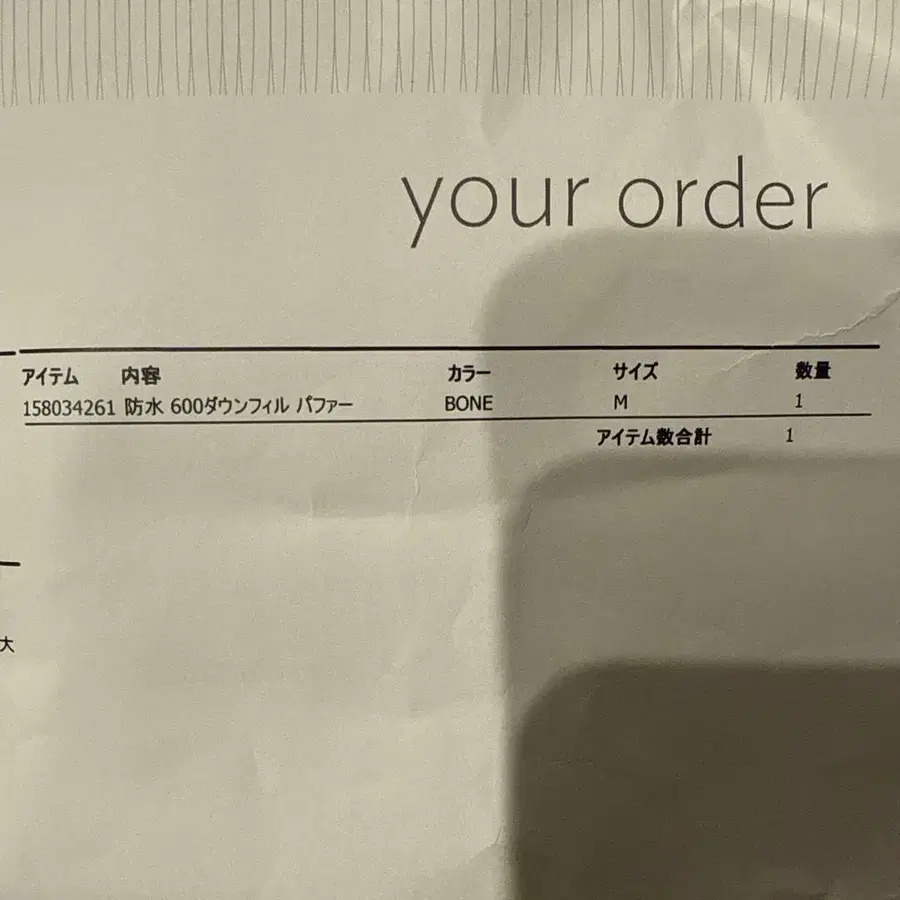 your order
アイテム 内容 カラー サイズ 数量
158034261 防水 600ダウンフィル パファー BONE M 1
アイテム数合計 1
大